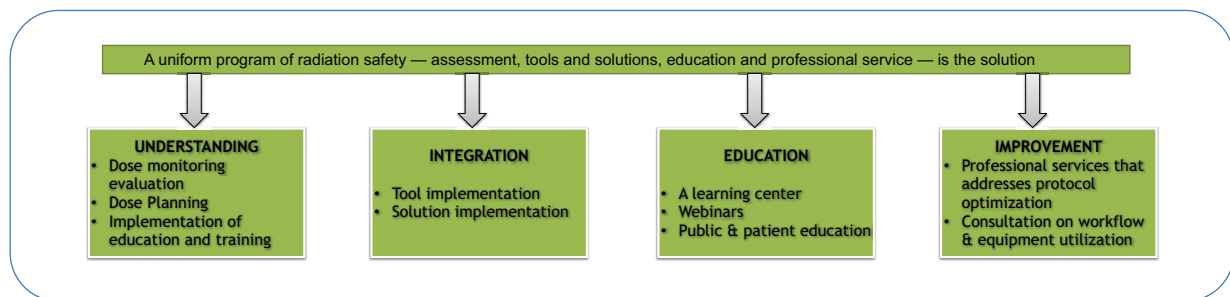 A uniform program of radiation safety — assessment, tools and solutions, education and professional service — is the solution
UNDERSTANDING
• Dose monitoring
evaluation
• Dose Planning
• Implementation of
education and training
INTEGRATION
• Tool implementation
• Solution implementation
EDUCATION
• A learning center
• Webinars
• Public & patient education
IMPROVEMENT
• Professional services that
addresses protocol
optimization
• Consultation on workflow
& equipment utilization